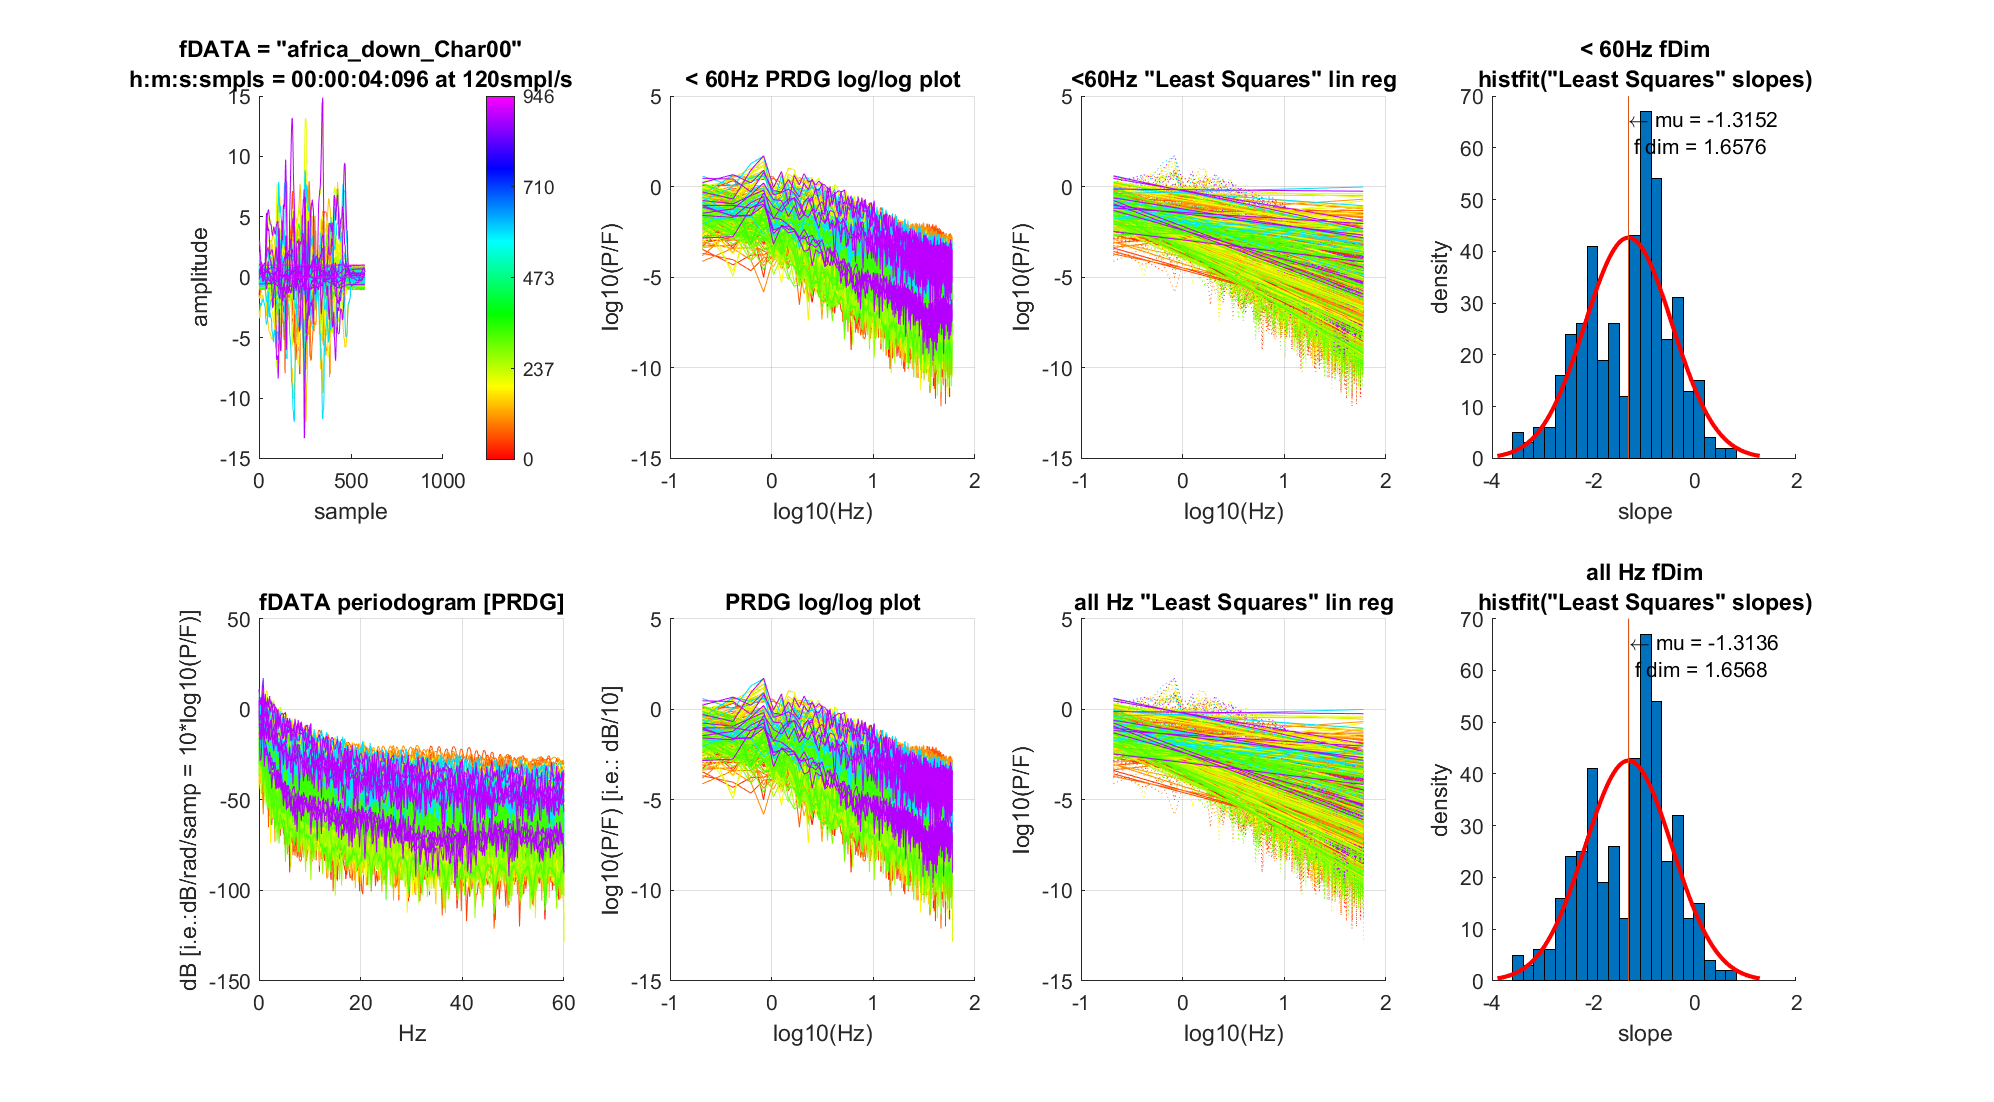 fDATA = "africa_down_Char00"
h:m:s:smpls = 00:00:04:096 at 120smpl/s
15
10
5
0
-5
-10
-15
amplitude
0
500
1000
sample
946
710
473
237
0
< 60Hz PRDG log/log plot
5
0
-5
-10
-15
log10(P/F)
-1
0
1
2
log10(Hz)
<60Hz "Least Squares" lin reg
5
0
-5
-10
-15
log10(P/F)
-1
0
1
2
log10(Hz)
< 60Hz fDim
histfit("Least Squares" slopes)
70
60
50
40
30
20
10
0
density
← mu = -1.3152
f dim = 1.6576
-4
-2
0
2
slope
fDATA periodogram [PRDG]
50
0
-50
-100
-150
dB [i.e.:dB/rad/samp = 10*log10(P/F)]
0
20
40
60
Hz
PRDG log/log plot
5
0
-5
-10
-15
log10(P/F) [i.e.: dB/10]
-1
0
1
2
log10(Hz)
all Hz "Least Squares" lin reg
5
0
-5
-10
-15
log10(P/F)
-1
0
1
2
log10(Hz)
all Hz fDim
histfit("Least Squares" slopes)
70
60
50
40
30
20
10
0
density
← mu = -1.3136
f dim = 1.6568
-4
-2
0
2
slope